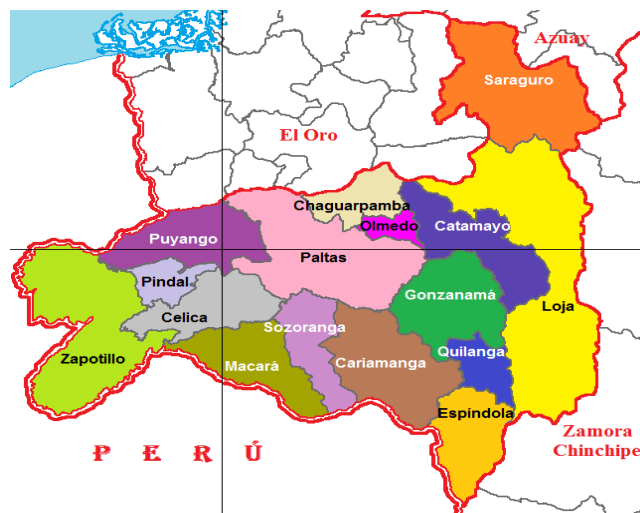 Azuay
Saraguro
El Oro
Chaguarpamba
Olmedo
Catamayo
Puyango
Paltas
Pindal
Gonzanamá
Celica
Loja
Sozoranga
Zapotillo
Macará
Cariamanga
Quilanga
Espíndola
Zamora
Chinchipe
P E R Ú